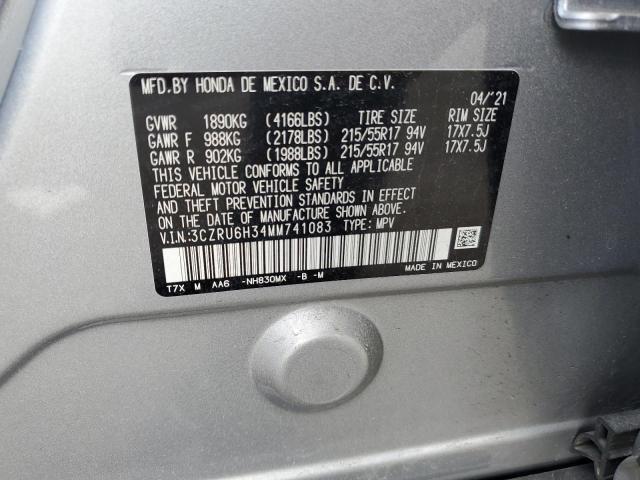 MFD.BY HONDA DE MEXICO S.A. DE C.V.
04/'21
GVWR 1890KG (4166LBS) TIRE SIZE RIM SIZE
GAWR F 988KG (2178LBS) 215/55R17 94V 17X7.5J
GAWR R 902KG (1988LBS) 215/55R17 94V 17X7.5J
THIS VEHICLE CONFORMS TO ALL APPLICABLE
FEDERAL MOTOR VEHICLE SAFETY
AND THEFT PREVENTION STANDARDS IN EFFECT
ON THE DATE OF MANUFACTURE SHOWN ABOVE.
V.I.N:3CZRU6H34MM741083 TYPE: MPV
T7X M AA6 -NH830MX -B -M MADE IN MEXICO